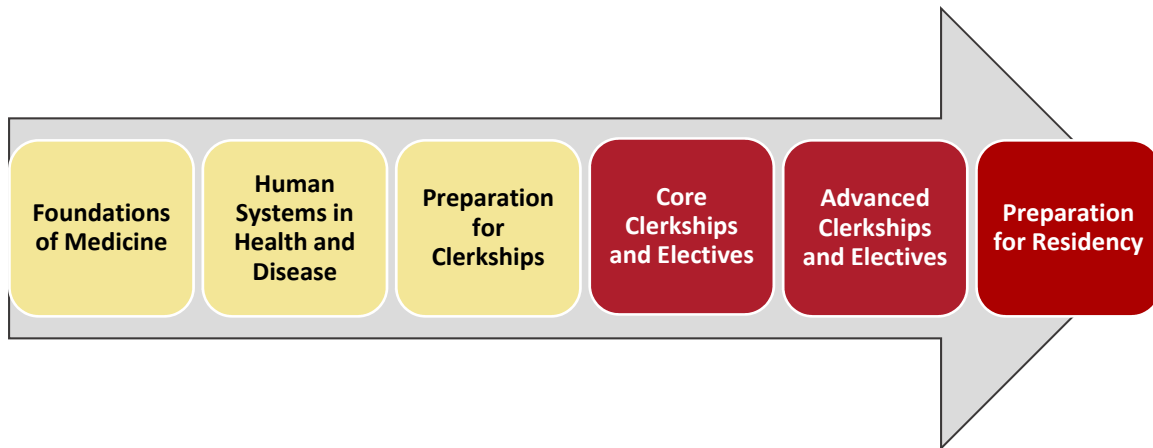 Foundations
of Medicine
Human
Systems in
Health and
Disease
Preparation
for
Clerkships
Core
Clerkships
and Electives
Advanced
Clerkships
and Electives
Preparation
for Residency